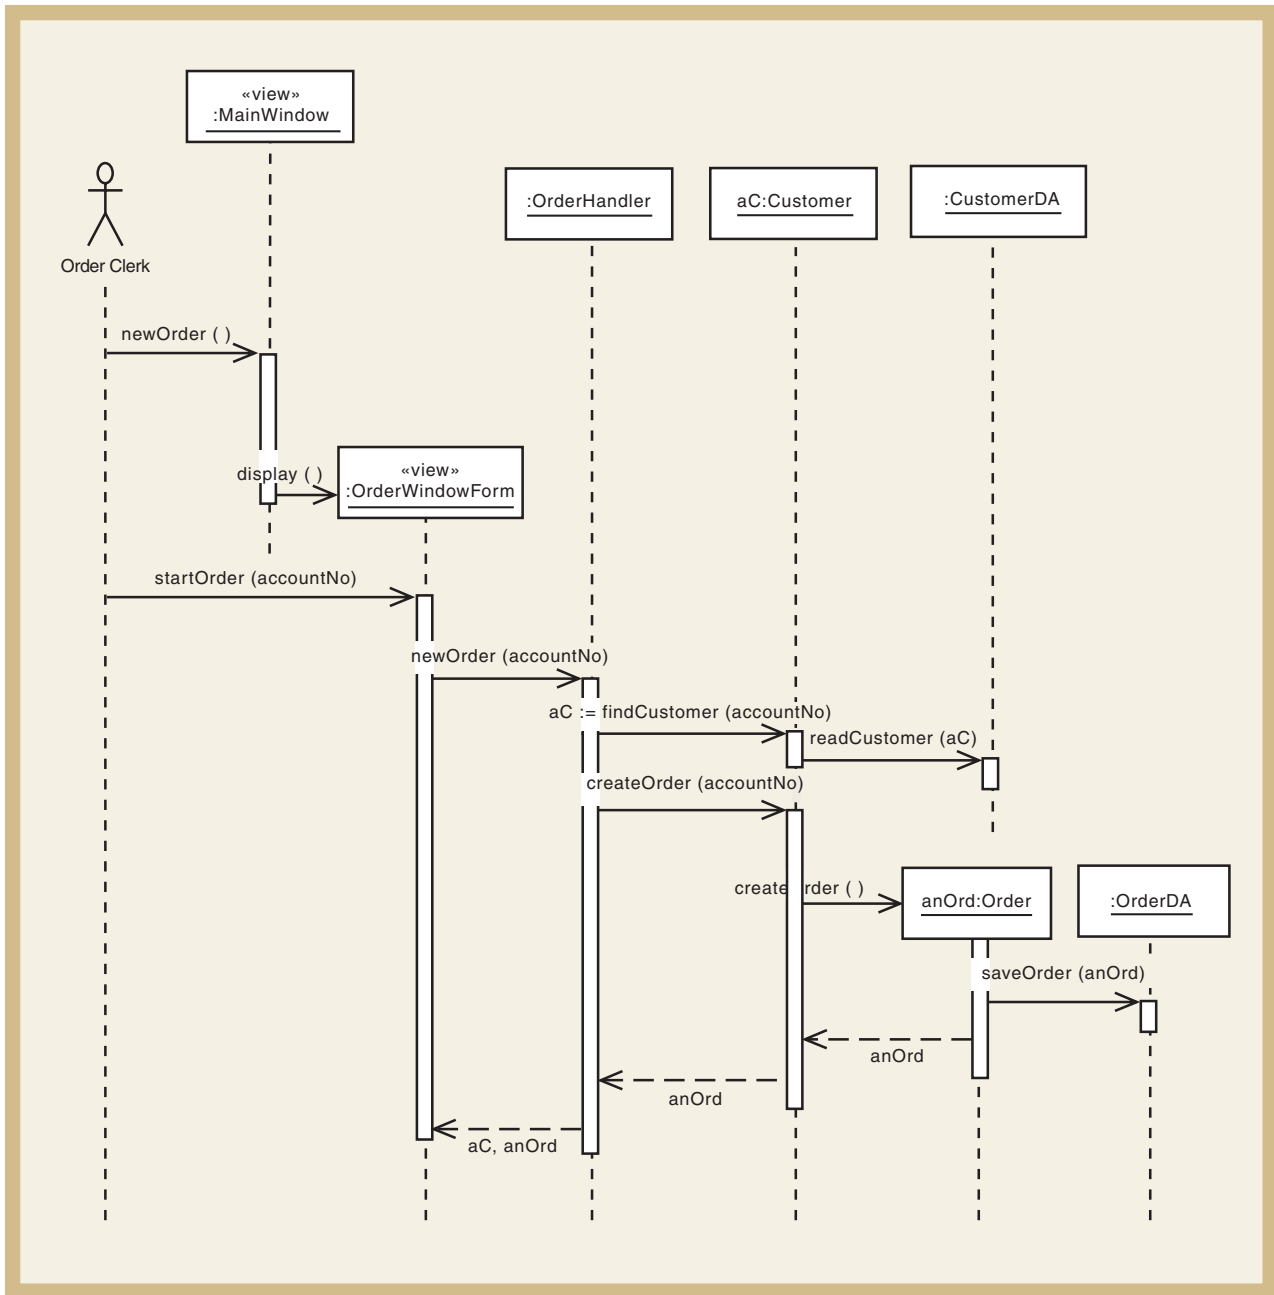 «view»
:MainWindow
:OrderHandler
aC:Customer
:CustomerDA
Order Clerk
newOrder ( )
display ( )
«view»
:OrderWindowForm
startOrder (accountNo)
newOrder (accountNo)
aC := findCustomer (accountNo)
readCustomer (aC)
createOrder (accountNo)
createOrder ( )
anOrd:Order
:OrderDA
saveOrder (anOrd)
anOrd
anOrd
aC, anOrd